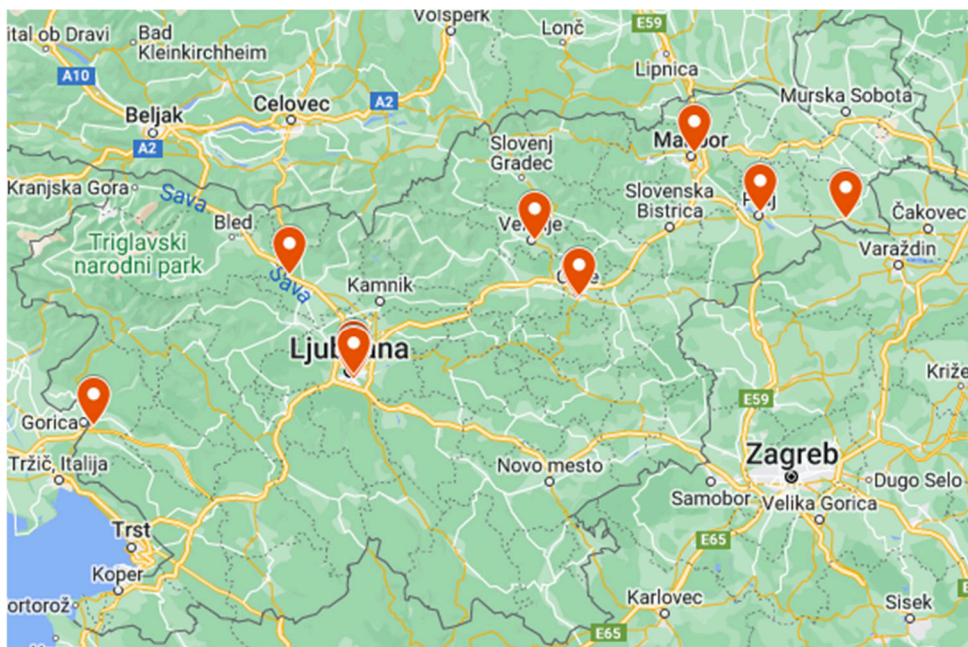 Volšperk
E59
Lonč
ital ob Dravi
Bad
Kleinkirchheim
Lipnica
A10
Celovec
A2
Murska Sobota
Beljak
A2
Slovenj
Gradec
Kranjska Gora
Sava
Slovenska
Bistrica
Bled
Čakovec
Varaždin
Triglavski
narodni park
Sava
Kamnik
Križe
E59
Gorica
Zagreb
Tržič, Italija
Novo mesto
Dugo Selo
Samobor
Velika Gorica
Trst
E65
Koper
ortorož
Karlovec
Sisek
E65